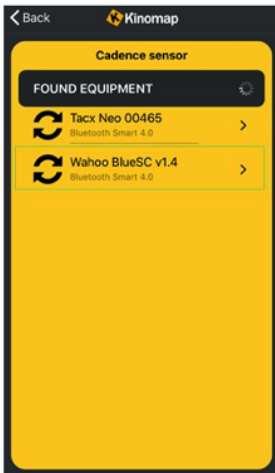 Back
Kinomap
Cadence sensor
FOUND EQUIPMENT
Tacx Neo 00465
Bluetooth Smart 4.0
Wahoo BlueSC v1.4
Bluetooth Smart 4.0